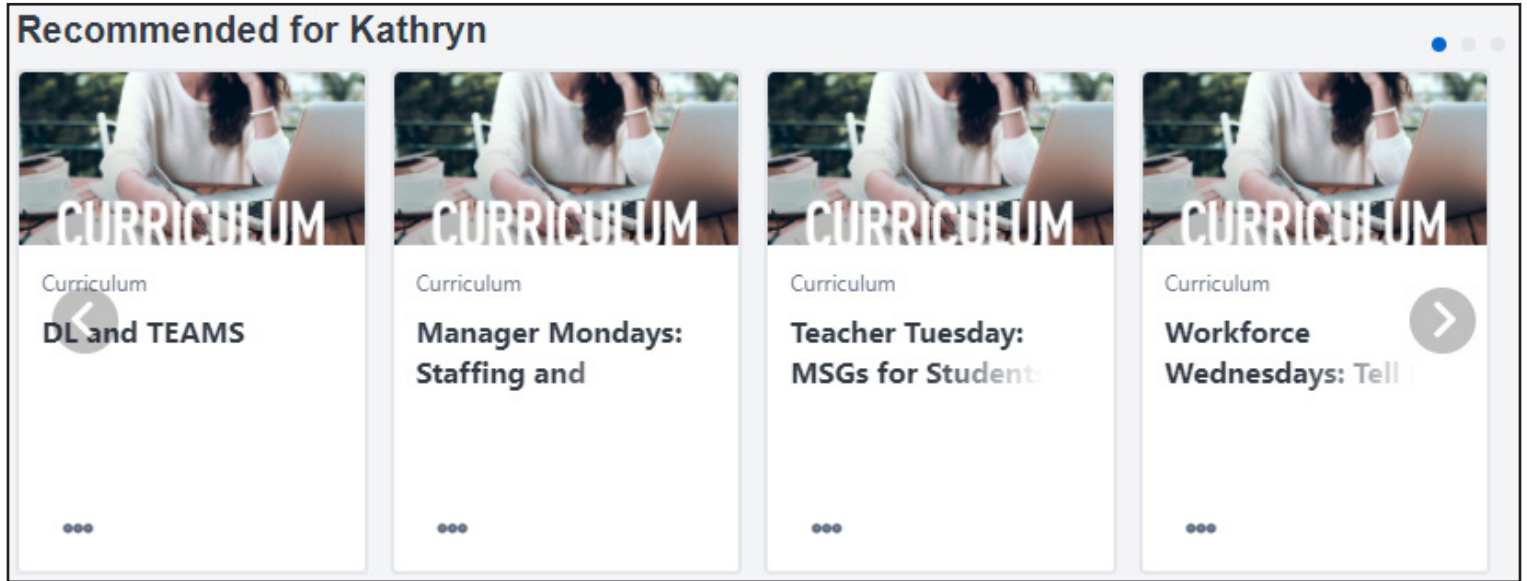 Recommended for Kathryn
CURRICULUM
Curriculum
DL and TEAMS
CURRICULUM
Curriculum
Manager Mondays:
Staffing and
CURRICULUM
Curriculum
Teacher Tuesday:
MSGs for Students
CURRICULUM
Curriculum
Workforce
Wednesdays: Tell